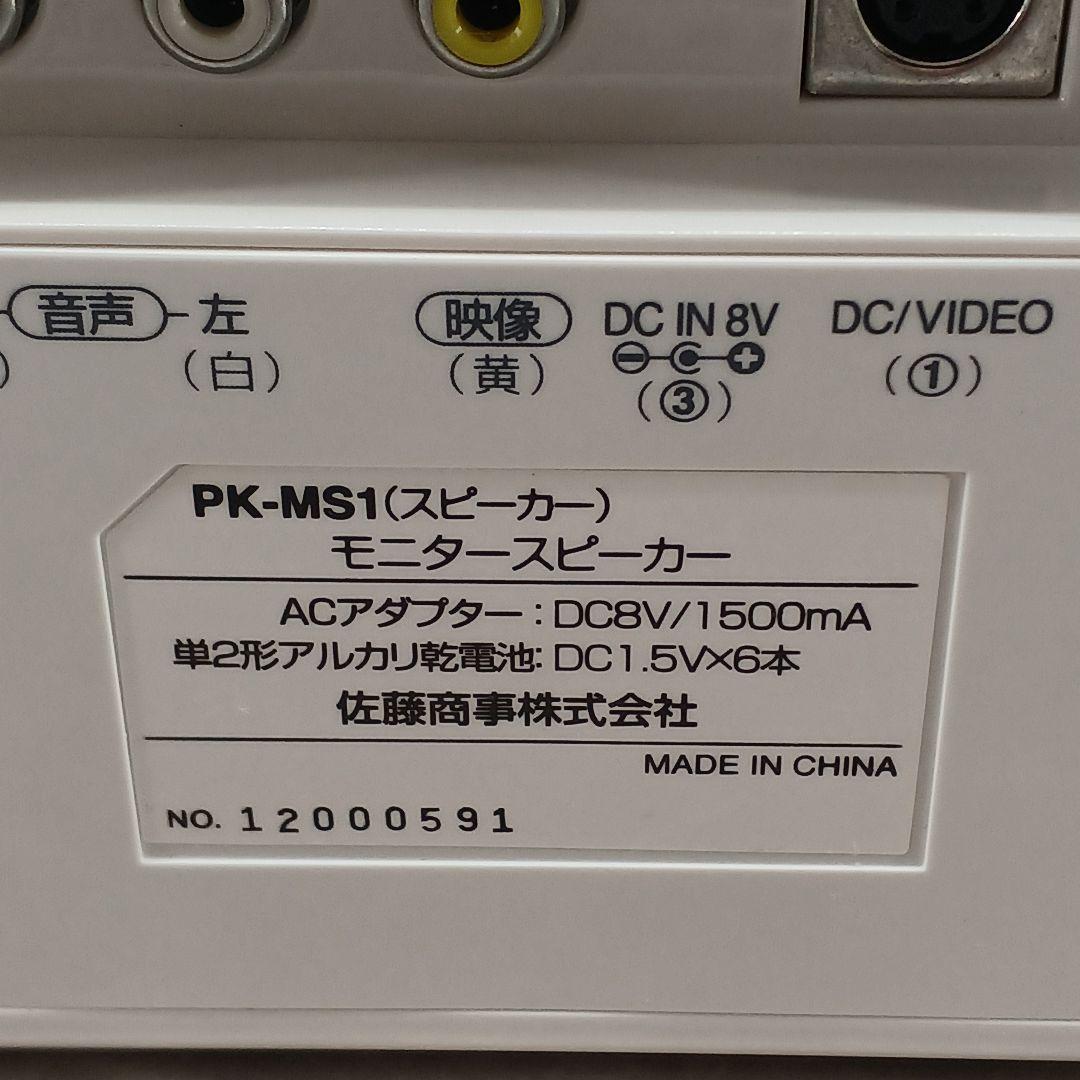 音声 左 映像 DC IN 8V DC/VIDEO
(白) (黄) (③) (①)
PK-MS1(スピーカー)
モニタースピーカー
ACアダプター:DC8V/1500mA
単2形アルカリ乾電池:DC1.5V×6本
佐藤商事株式会社
MADE IN CHINA
NO. 12000591